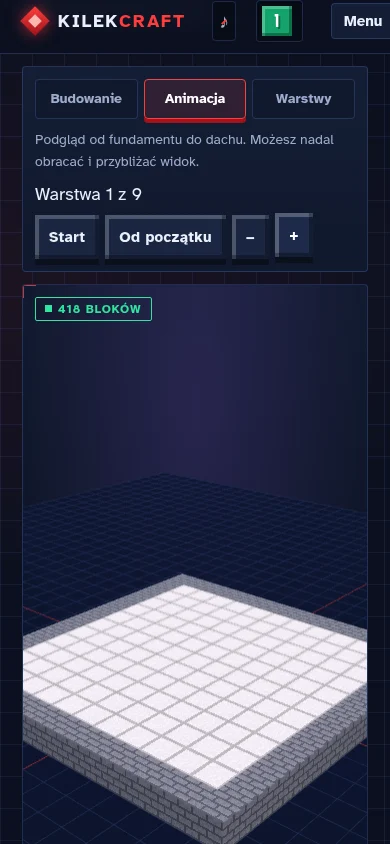 KILEKCRAFT
♪
1
Menu
Budowanie
Animacja
Warstwy
Podgląd od fundamentu do dachu. Możesz nadal
obracać i przybliżać widok.
Warstwa 1 z 9
Start
Od początku
–
+
418 BLOKÓW